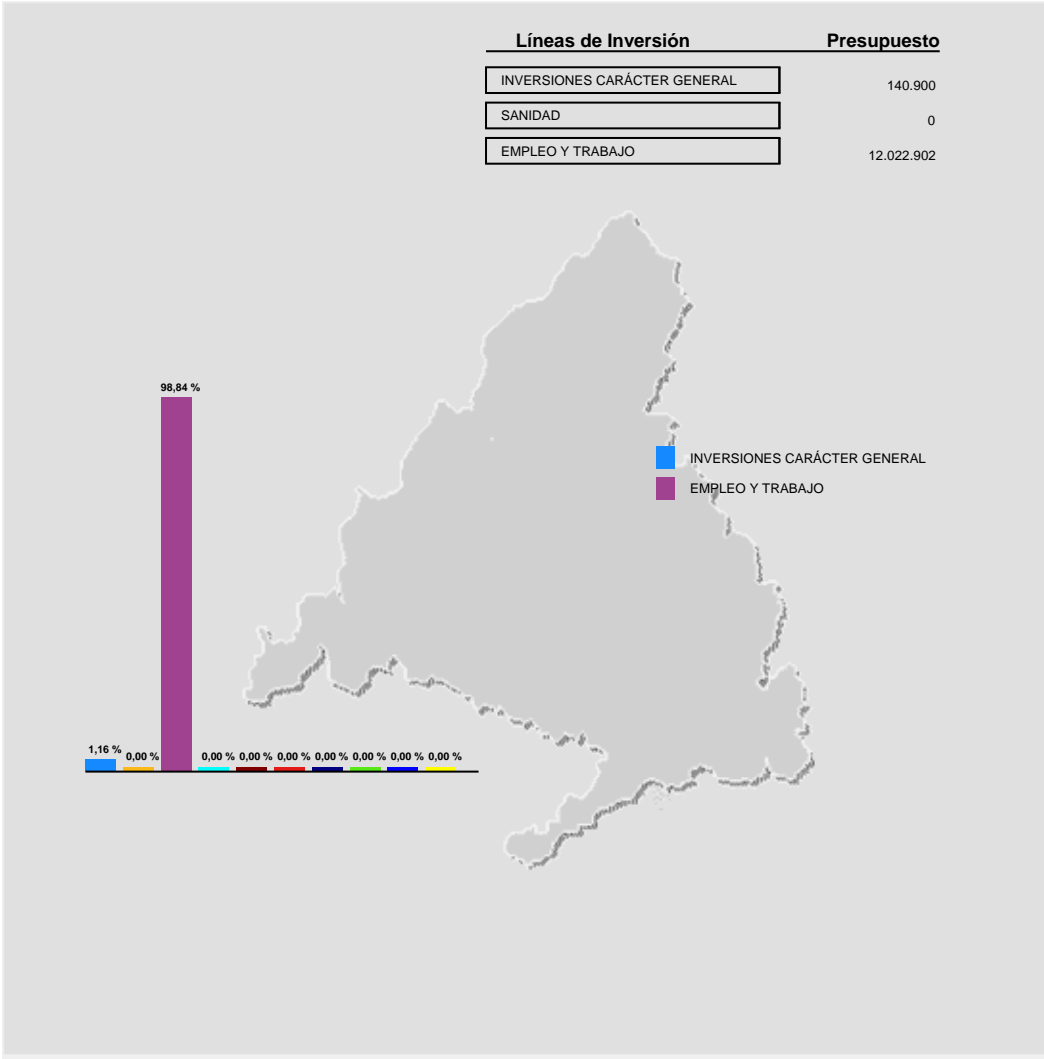 Líneas de Inversión Presupuesto
INVERSIONES CARÁCTER GENERAL 140.900
SANIDAD 0
EMPLEO Y TRABAJO 12.022.902
98,84 %
INVERSIONES CARÁCTER GENERAL
EMPLEO Y TRABAJO
1,16 % 0,00 % 0,00 % 0,00 % 0,00 % 0,00 % 0,00 % 0,00 % 0,00 %